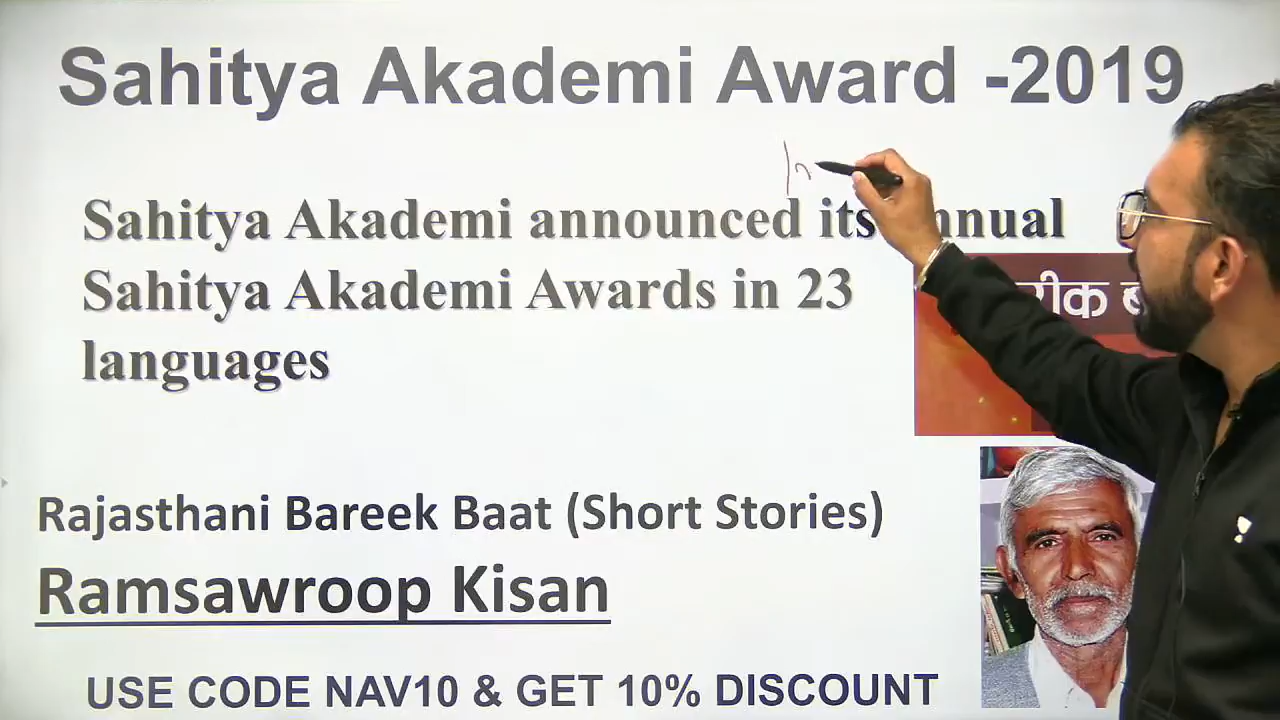 Sahitya Akademi Award -2019
Sahitya Akademi announced its
Sahitya Akademi Awards in 23
languages
Rajasthani Bareek Baat (Short Stories)
Ramsawroop Kisan
USE CODE NAV10 & GET 10% DISCOUNT